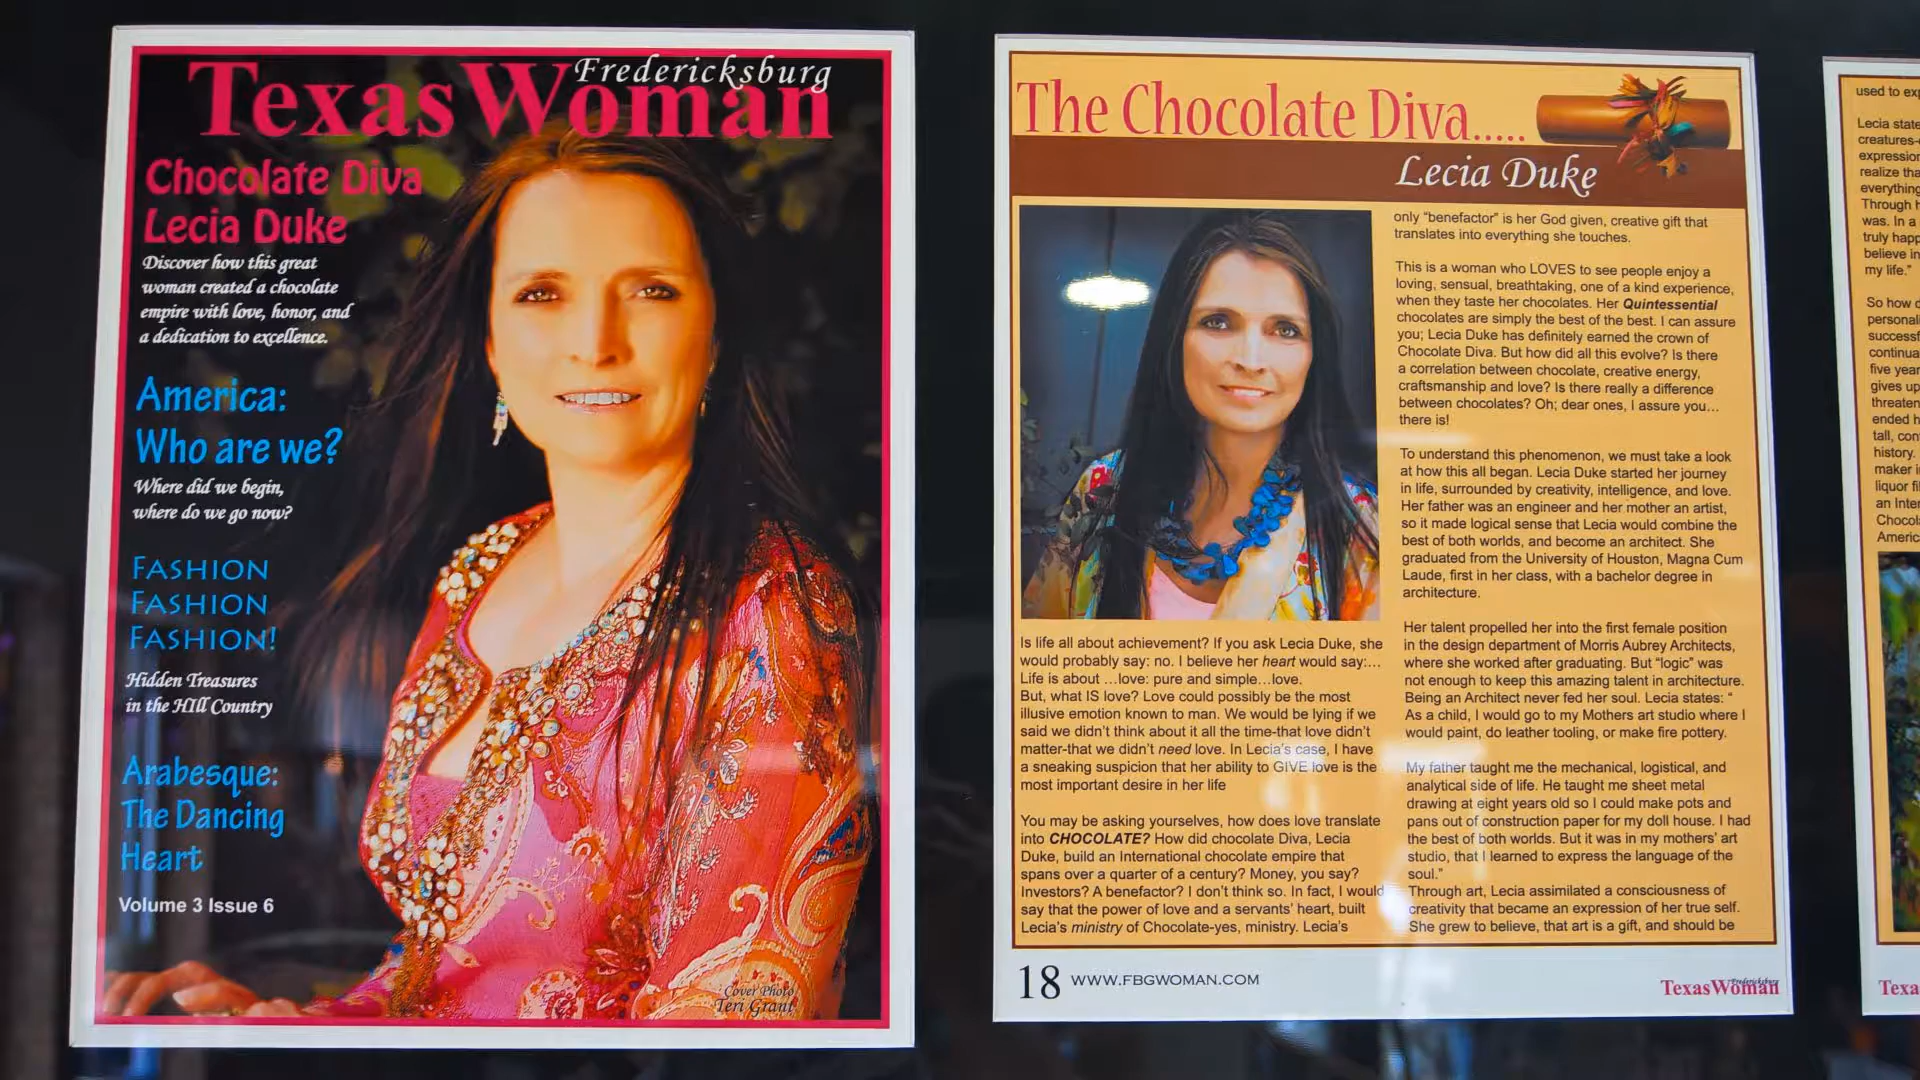 Fredericksburg
Texas Woman
Chocolate Diva
Lecia Duke
Discover how this great
woman created a chocolate
empire with love, honor, and
a dedication to excellence.
America:
Who are we?
Where did we begin,
where do we go now?
FASHION
FASHION
FASHION!
Hidden Treasures
in the HIll Country
Arabesque:
The Dancing
Heart
Volume 3 Issue 6
Cover Photo
Teri Grant
The Chocolate Diva.....
Lecia Duke
Is life all about achievement? If you ask Lecia Duke, she
would probably say: no. I believe her heart would say:...
Life is about ...love: pure and simple...love.
But, what IS love? Love could possibly be the most
illusive emotion known to man. We would be lying if we
said we didn't think about it all the time-that love didn't
matter-that we didn't need love. In Lecia's case, I have
a sneaking suspicion that her ability to GIVE love is the
most important desire in her life
You may be asking yourselves, how does love translate
into CHOCOLATE? How did chocolate Diva, Lecia
Duke, build an International chocolate empire that
spans over a quarter of a century? Money, you say?
Investors? A benefactor? I don't think so. In fact, I would
say that the power of love and a servants' heart, built
Lecia's ministry of Chocolate-yes, ministry. Lecia's
only "benefactor" is her God given, creative gift that
translates into everything she touches.
This is a woman who LOVES to see people enjoy a
loving, sensual, breathtaking, one of a kind experience,
when they taste her chocolates. Her Quintessential
chocolates are simply the best of the best. I can assure
you; Lecia Duke has definitely earned the crown of
Chocolate Diva. But how did all this evolve? Is there
a correlation between chocolate, creative energy,
craftsmanship and love? Is there really a difference
between chocolates? Oh; dear ones, I assure you...
there is!
To understand this phenomenon, we must take a look
at how this all began. Lecia Duke started her journey
in life, surrounded by creativity, intelligence, and love.
Her father was an engineer and her mother an artist,
so it made logical sense that Lecia would combine the
best of both worlds, and become an architect. She
graduated from the University of Houston, Magna Cum
Laude, first in her class, with a bachelor degree in
architecture.
Her talent propelled her into the first female position
in the design department of Morris Aubrey Architects,
where she worked after graduating. But "logic" was
not enough to keep this amazing talent in architecture.
Being an Architect never fed her soul. Lecia states: "
As a child, I would go to my Mothers art studio where I
would paint, do leather tooling, or make fire pottery.
My father taught me the mechanical, logistical, and
analytical side of life. He taught me sheet metal
drawing at eight years old so I could make pots and
pans out of construction paper for my doll house. I had
the best of both worlds. But it was in my mothers' art
studio, that I learned to express the language of the
soul."
Through art, Lecia assimilated a consciousness of
creativity that became an expression of her true self.
She grew to believe, that art is a gift, and should be
18 WWW.FBGWOMAN.COM
Fredericksburg
TexasWoman
used to
Lecia state
creatures-
expression
realize tha
everything
Through h
was. In a
truly happ
believe in
my life."
So how
personali
success
continua
five year
gives up
threaten
ended h
tall, con
history.
maker i
liquor fi
an Inter
Chocol
Americ
Texa